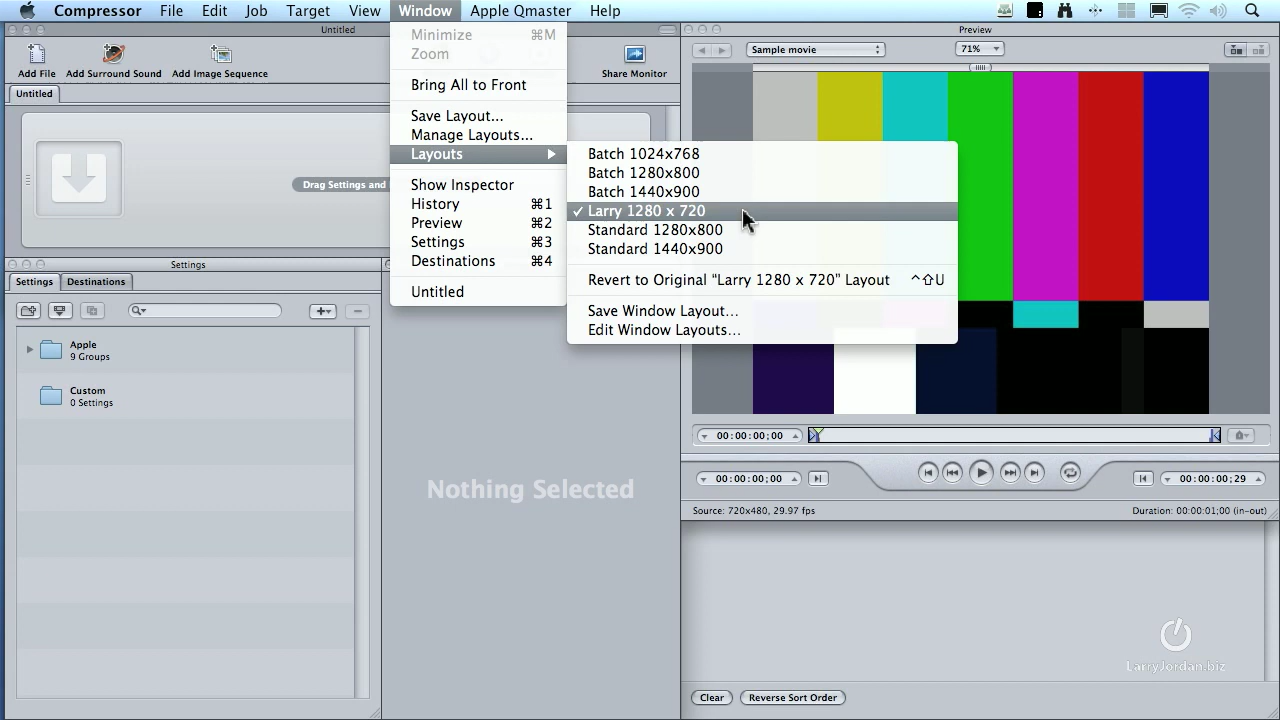 Compressor File Edit Job Target View Window Apple Qmaster Help
Untitled
Add File Add Surround Sound Add Image Sequence Share Monitor
Untitled
Drag Settings and
Minimize ⌘M
Zoom
Bring All to Front
Save Layout...
Manage Layouts...
Layouts
Show Inspector
History ⌘1
Preview ⌘2
Settings ⌘3
Destinations ⌘4
Untitled
Batch 1024x768
Batch 1280x800
Batch 1440x900
✓ Larry 1280 x 720
Standard 1280x800
Standard 1440x900
Revert to Original “Larry 1280 x 720” Layout ^⇧U
Save Window Layout...
Edit Window Layouts...
Settings
Settings Destinations
Apple
9 Groups
Custom
0 Settings
Nothing Selected
Preview
Sample movie 71%
00:00:00;00
00:00:00;00 00:00:00;29
Source: 720x480, 29.97 fps Duration: 00:00:01;00 (in-out)
LarryJordan.biz
Clear Reverse Sort Order